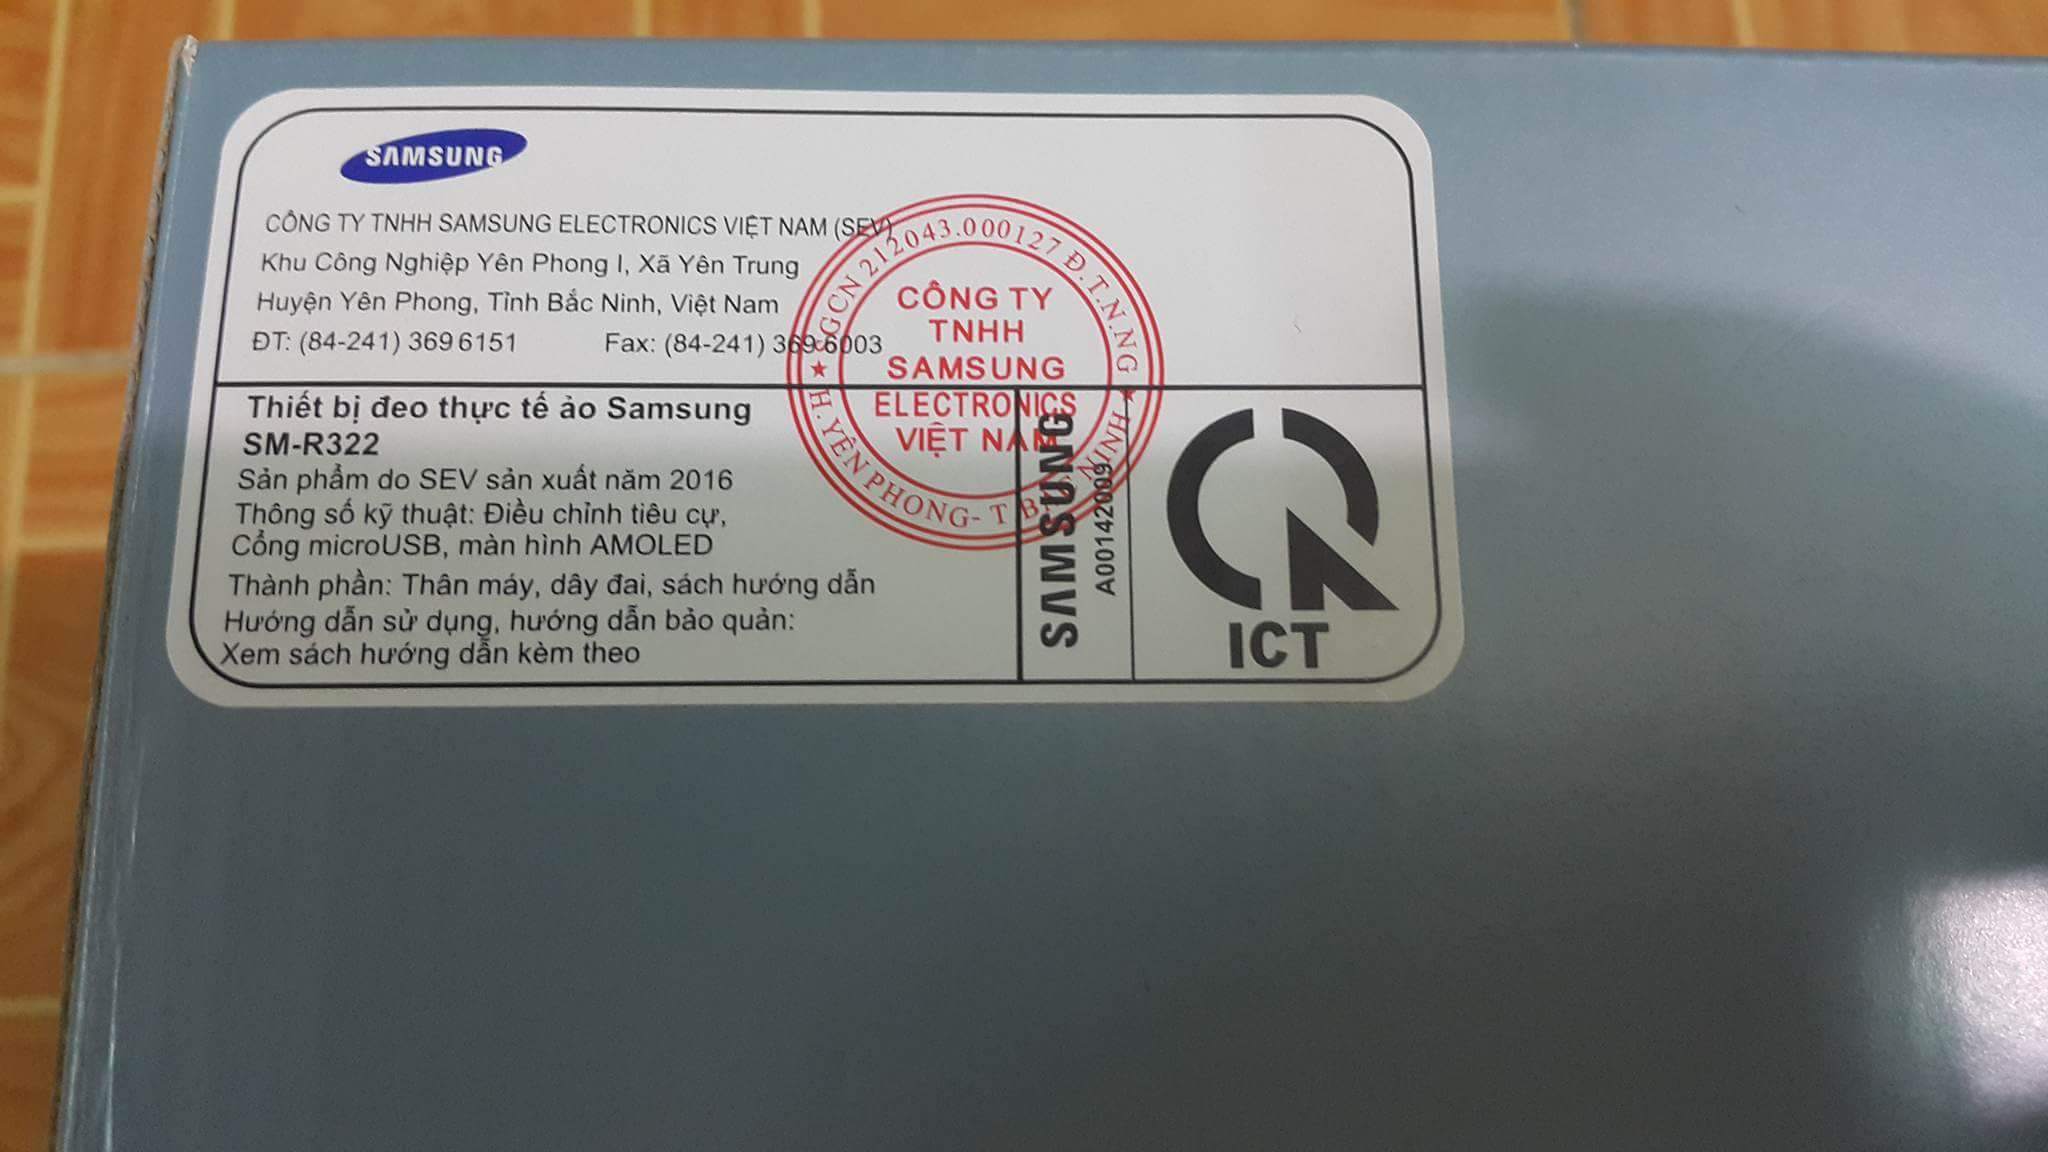 SAMSUNG
CÔNG TY TNHH SAMSUNG ELECTRONICS VIỆT NAM (SEV)
Khu Công Nghiệp Yên Phong I, Xã Yên Trung
Huyện Yên Phong, Tỉnh Bắc Ninh, Việt Nam
ĐT: (84-241) 369 6151 Fax: (84-241) 369 6003
S.GCN 212043.000127 Đ.T.N.NG
CÔNG TY
TNHH
SAMSUNG
ELECTRONICS
VIỆT NAM
★ H. YÊN PHONG - T BẮC NINH ★
Thiết bị đeo thực tế ảo Samsung
SM-R322
Sản phẩm do SEV sản xuất năm 2016
Thông số kỹ thuật: Điều chỉnh tiêu cự,
Cổng microUSB, màn hình AMOLED
Thành phần: Thân máy, dây đai, sách hướng dẫn
Hướng dẫn sử dụng, hướng dẫn bảo quản:
Xem sách hướng dẫn kèm theo
SAMSUNG
A001142009
ICT